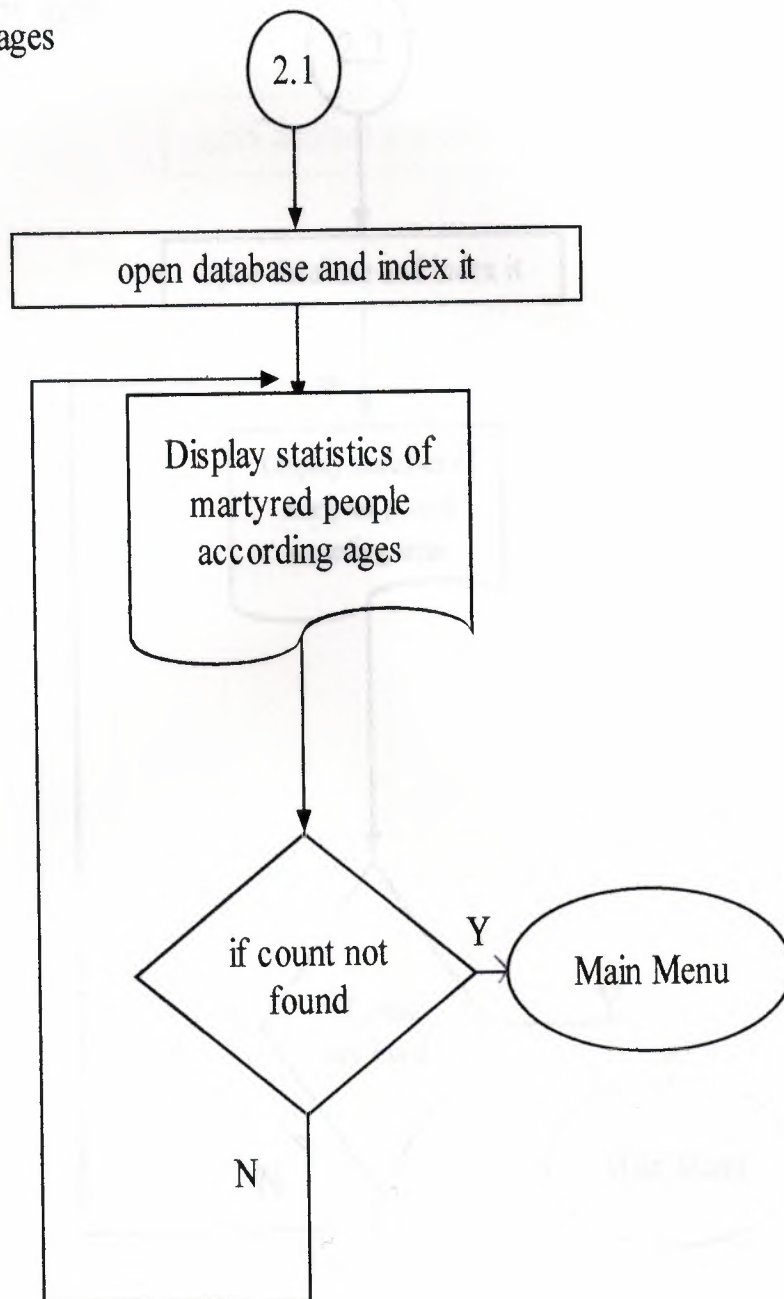 ages
2.1
open database and index it
Display statistics of
martyred people
according ages
if count not
found
Y
Main Menu
N